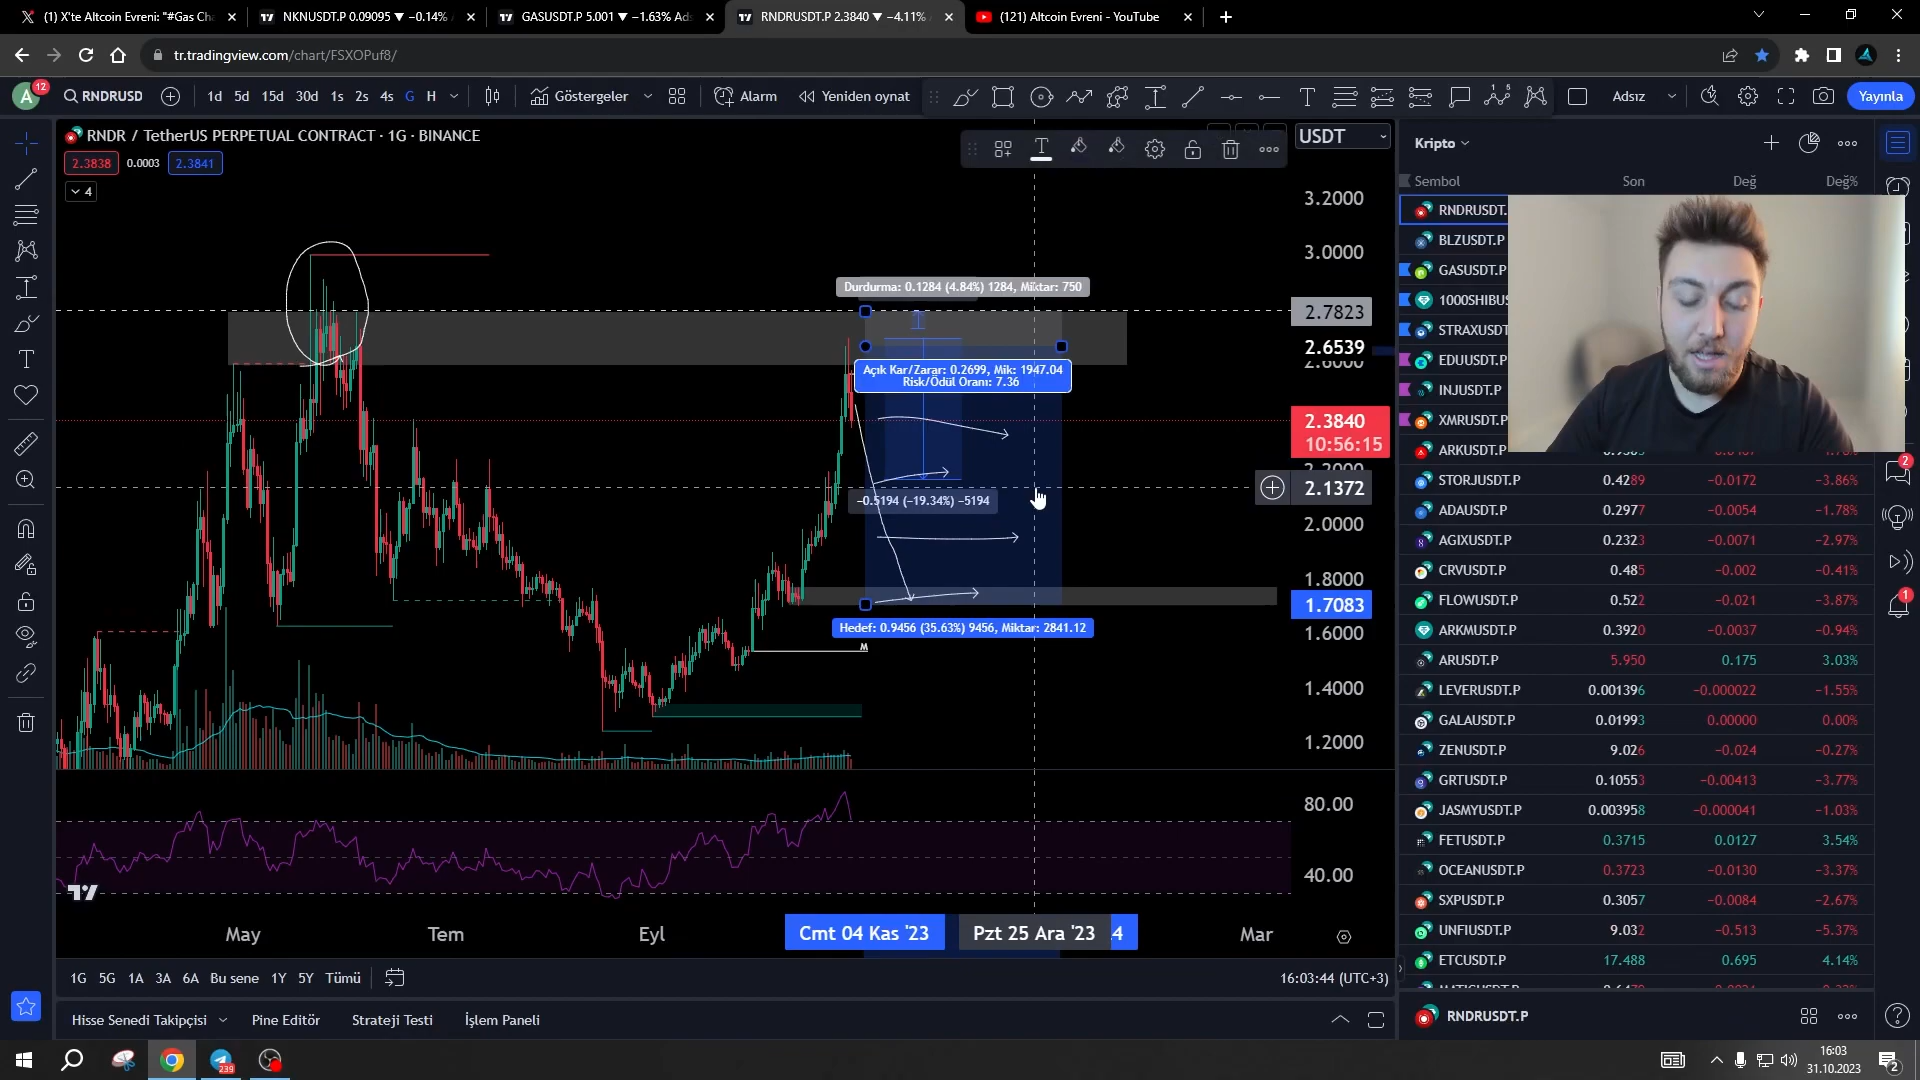 (1) X'te Altcoin Evreni: "#Gas Ch
NKNUSDT.P 0.09095 ▼ −0.14%
GASUSDT.P 5.001 ▼ −1.63% Ads
RNDRUSDT.P 2.3840 ▼ −4.11%
(121) Altcoin Evreni - YouTube
tr.tradingview.com/chart/FSXOPuf8/
A 12
RNDRUSD
1d 5d 15d 30d 1s 2s 4s G H
Göstergeler
Alarm
Yeniden oynat
Adsız
Yayınla
RNDR / TetherUS PERPETUAL CONTRACT · 1G · BINANCE
2.3838 0.0003 2.3841
4
USDT
3.2000
3.0000
2.7823
2.6539
2.6000
2.3840
10:56:15
2.2000
2.1372
2.0000
1.8000
1.7083
1.6000
1.4000
1.2000
80.00
40.00
Durdurma: 0.1284 (4.84%) 1284, Miktar: 750
Açık Kar/Zarar: 0.2699, Mik: 1947.04
Risk/Ödül Oranı: 7.36
−0.5194 (−19.34%) −5194
Hedef: 0.9456 (35.63%) 9456, Miktar: 2841.12
M
May Tem Eylül
Cmt 04 Kas '23 Pzt 25 Ara '23 4 Mar
1G 5G 1A 3A 6A Bu sene 1Y 5Y Tümü
16:03:44 (UTC+3)
Hisse Senedi Takipçisi Pine Editör Strateji Testi İşlem Paneli
Kripto
Sembol Son Değ Değ%
RNDRUSDT.
BLZUSDT.P
GASUSDT.P
1000SHIBUS
STRAXUSDT
EDUUSDT.P
INJUSDT.P
XMRUSDT.P
ARKUSDT.P
STORJUSDT.P 0.4289 −0.0172 −3.86%
ADAUSDT.P 0.2977 −0.0054 −1.78%
AGIXUSDT.P 0.2323 −0.0071 −2.97%
CRVUSDT.P 0.485 −0.002 −0.41%
FLOWUSDT.P 0.522 −0.021 −3.87%
ARKMUSDT.P 0.3920 −0.0037 −0.94%
ARUSDT.P 5.950 0.175 3.03%
LEVERUSDT.P 0.001396 −0.000022 −1.55%
GALAUSDT.P 0.01993 0.00000 0.00%
ZENUSDT.P 9.026 −0.024 −0.27%
GRTUSDT.P 0.10553 −0.00413 −3.77%
JASMYUSDT.P 0.003958 −0.000041 −1.03%
FETUSDT.P 0.3715 0.0127 3.54%
OCEANUSDT.P 0.3723 −0.0130 −3.37%
SXPUSDT.P 0.3057 −0.0084 −2.67%
UNFIUSDT.P 9.032 −0.513 −5.37%
ETCUSDT.P 17.488 0.695 4.14%
RNDRUSDT.P
2
1
239
16:03
31.10.2023
2